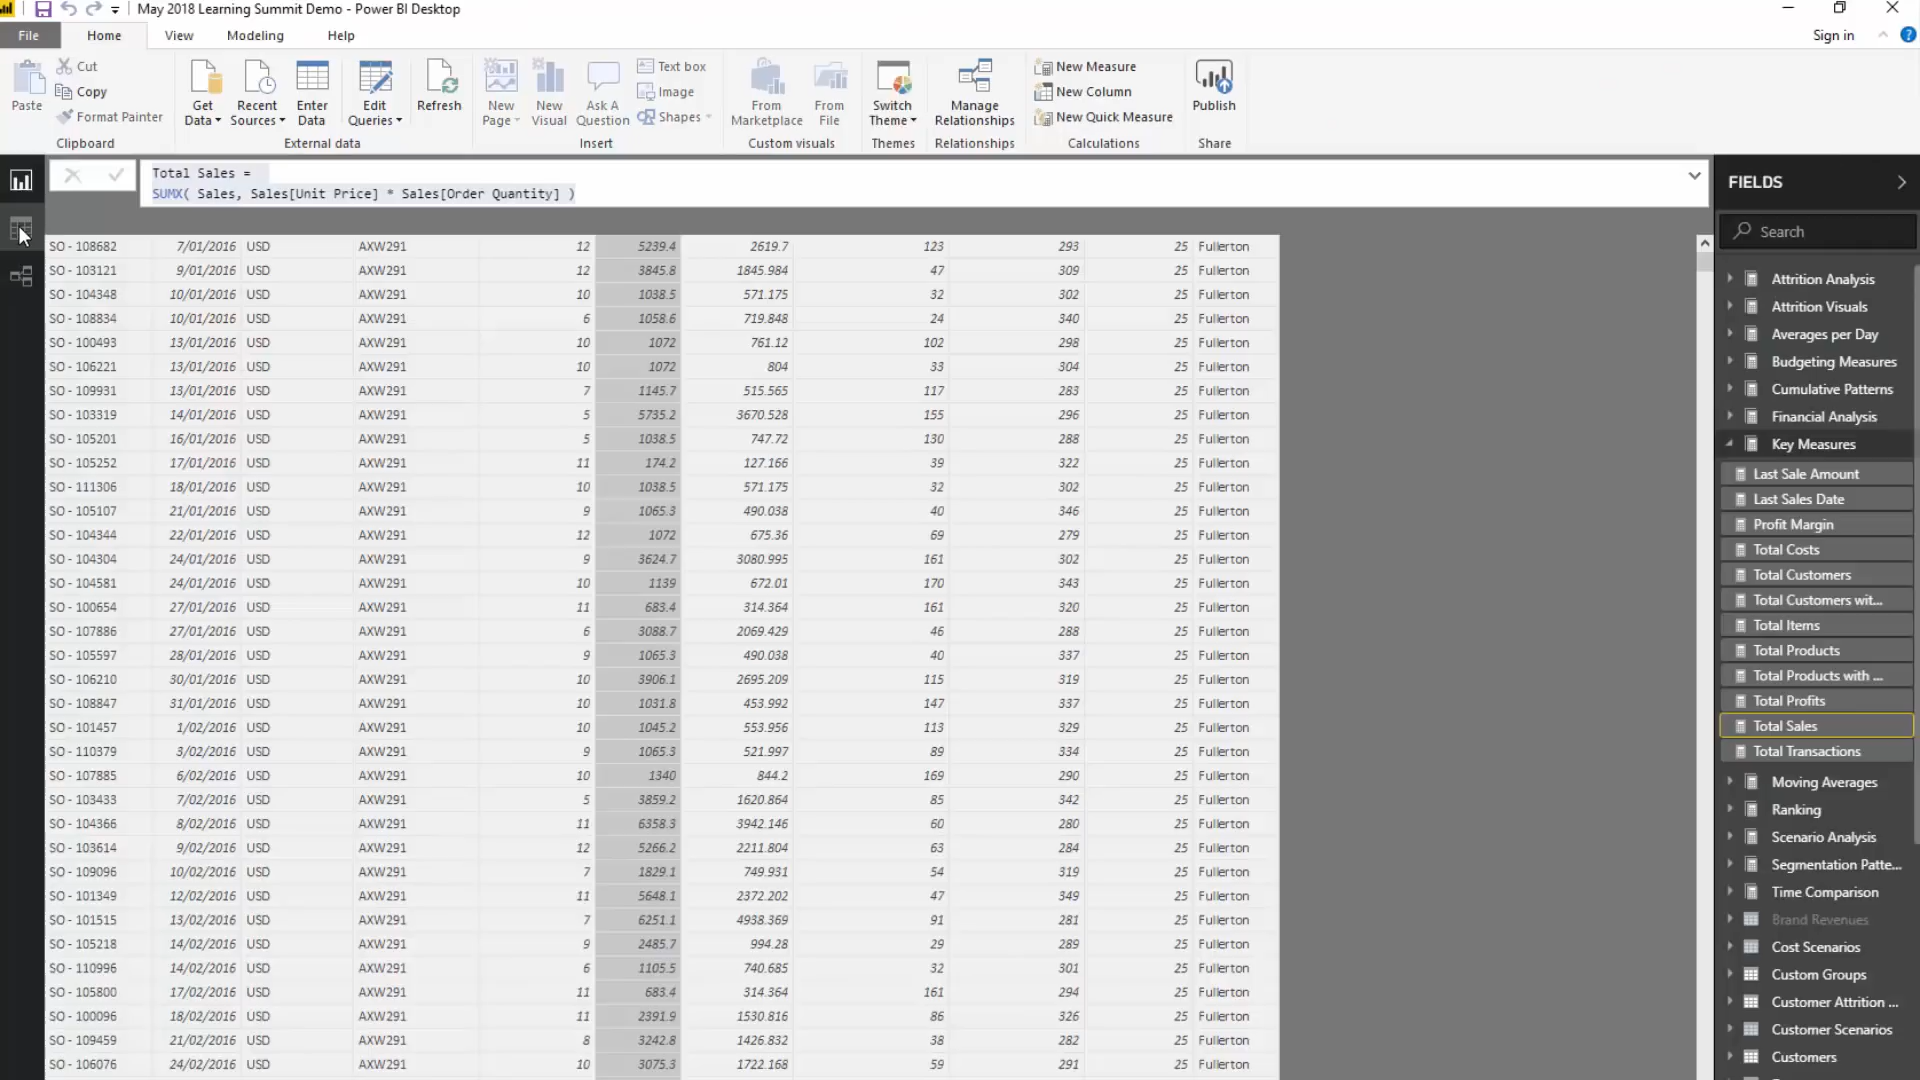 May 2018 Learning Summit Demo - Power BI Desktop
File Home View Modeling Help Sign in
Paste Cut Copy Format Painter Clipboard
Get Data Recent Sources Enter Data Edit Queries Refresh External data
New Page New Visual Ask A Question Text box Image Shapes Insert
From Marketplace From File Custom visuals
Switch Theme Themes
Manage Relationships Relationships
New Measure New Column New Quick Measure Calculations
Publish Share
Total Sales =
SUMX( Sales, Sales[Unit Price] * Sales[Order Quantity] )
SO - 108682 7/01/2016 USD AXW291 12 5239.4 2619.7 123 293 25 Fullerton
SO - 103121 9/01/2016 USD AXW291 12 3845.8 1845.984 47 309 25 Fullerton
SO - 104348 10/01/2016 USD AXW291 10 1038.5 571.175 32 302 25 Fullerton
SO - 108834 10/01/2016 USD AXW291 6 1058.6 719.848 24 340 25 Fullerton
SO - 100493 13/01/2016 USD AXW291 10 1072 761.12 102 298 25 Fullerton
SO - 106221 13/01/2016 USD AXW291 10 1072 804 33 304 25 Fullerton
SO - 109931 13/01/2016 USD AXW291 7 1145.7 515.565 117 283 25 Fullerton
SO - 103319 14/01/2016 USD AXW291 5 5735.2 3670.528 155 296 25 Fullerton
SO - 105201 16/01/2016 USD AXW291 5 1038.5 747.72 130 288 25 Fullerton
SO - 105252 17/01/2016 USD AXW291 11 174.2 127.166 39 322 25 Fullerton
SO - 111306 18/01/2016 USD AXW291 10 1038.5 571.175 32 302 25 Fullerton
SO - 105107 21/01/2016 USD AXW291 9 1065.3 490.038 40 346 25 Fullerton
SO - 104344 22/01/2016 USD AXW291 12 1072 675.36 69 279 25 Fullerton
SO - 104304 24/01/2016 USD AXW291 9 3624.7 3080.995 161 302 25 Fullerton
SO - 104581 24/01/2016 USD AXW291 10 1139 672.01 170 343 25 Fullerton
SO - 100654 27/01/2016 USD AXW291 11 683.4 314.364 161 320 25 Fullerton
SO - 107886 27/01/2016 USD AXW291 6 3088.7 2069.429 46 288 25 Fullerton
SO - 105597 28/01/2016 USD AXW291 9 1065.3 490.038 40 337 25 Fullerton
SO - 106210 30/01/2016 USD AXW291 10 3906.1 2695.209 115 319 25 Fullerton
SO - 108847 31/01/2016 USD AXW291 10 1031.8 453.992 147 337 25 Fullerton
SO - 101457 1/02/2016 USD AXW291 10 1045.2 553.956 113 329 25 Fullerton
SO - 110379 3/02/2016 USD AXW291 9 1065.3 521.997 89 334 25 Fullerton
SO - 107885 6/02/2016 USD AXW291 10 1340 844.2 169 290 25 Fullerton
SO - 103433 7/02/2016 USD AXW291 5 3859.2 1620.864 85 342 25 Fullerton
SO - 104366 8/02/2016 USD AXW291 11 6358.3 3942.146 60 280 25 Fullerton
SO - 103614 9/02/2016 USD AXW291 12 5266.2 2211.804 63 284 25 Fullerton
SO - 109096 10/02/2016 USD AXW291 7 1829.1 749.931 54 319 25 Fullerton
SO - 101349 12/02/2016 USD AXW291 11 5648.1 2372.202 47 349 25 Fullerton
SO - 101515 13/02/2016 USD AXW291 7 6251.1 4938.369 91 281 25 Fullerton
SO - 105218 14/02/2016 USD AXW291 9 2485.7 994.28 29 289 25 Fullerton
SO - 110996 14/02/2016 USD AXW291 6 1105.5 740.685 32 301 25 Fullerton
SO - 105800 17/02/2016 USD AXW291 11 683.4 314.364 161 294 25 Fullerton
SO - 100096 18/02/2016 USD AXW291 11 2391.9 1530.816 86 326 25 Fullerton
SO - 109459 21/02/2016 USD AXW291 8 3242.8 1426.832 38 282 25 Fullerton
SO - 106076 24/02/2016 USD AXW291 10 3075.3 1722.168 59 291 25 Fullerton
FIELDS
Search
Attrition Analysis
Attrition Visuals
Averages per Day
Budgeting Measures
Cumulative Patterns
Financial Analysis
Key Measures
Last Sale Amount
Last Sales Date
Profit Margin
Total Costs
Total Customers
Total Customers wit...
Total Items
Total Products
Total Products with ...
Total Profits
Total Sales
Total Transactions
Moving Averages
Ranking
Scenario Analysis
Segmentation Patte...
Time Comparison
Brand Revenues
Cost Scenarios
Custom Groups
Customer Attrition ...
Customer Scenarios
Customers